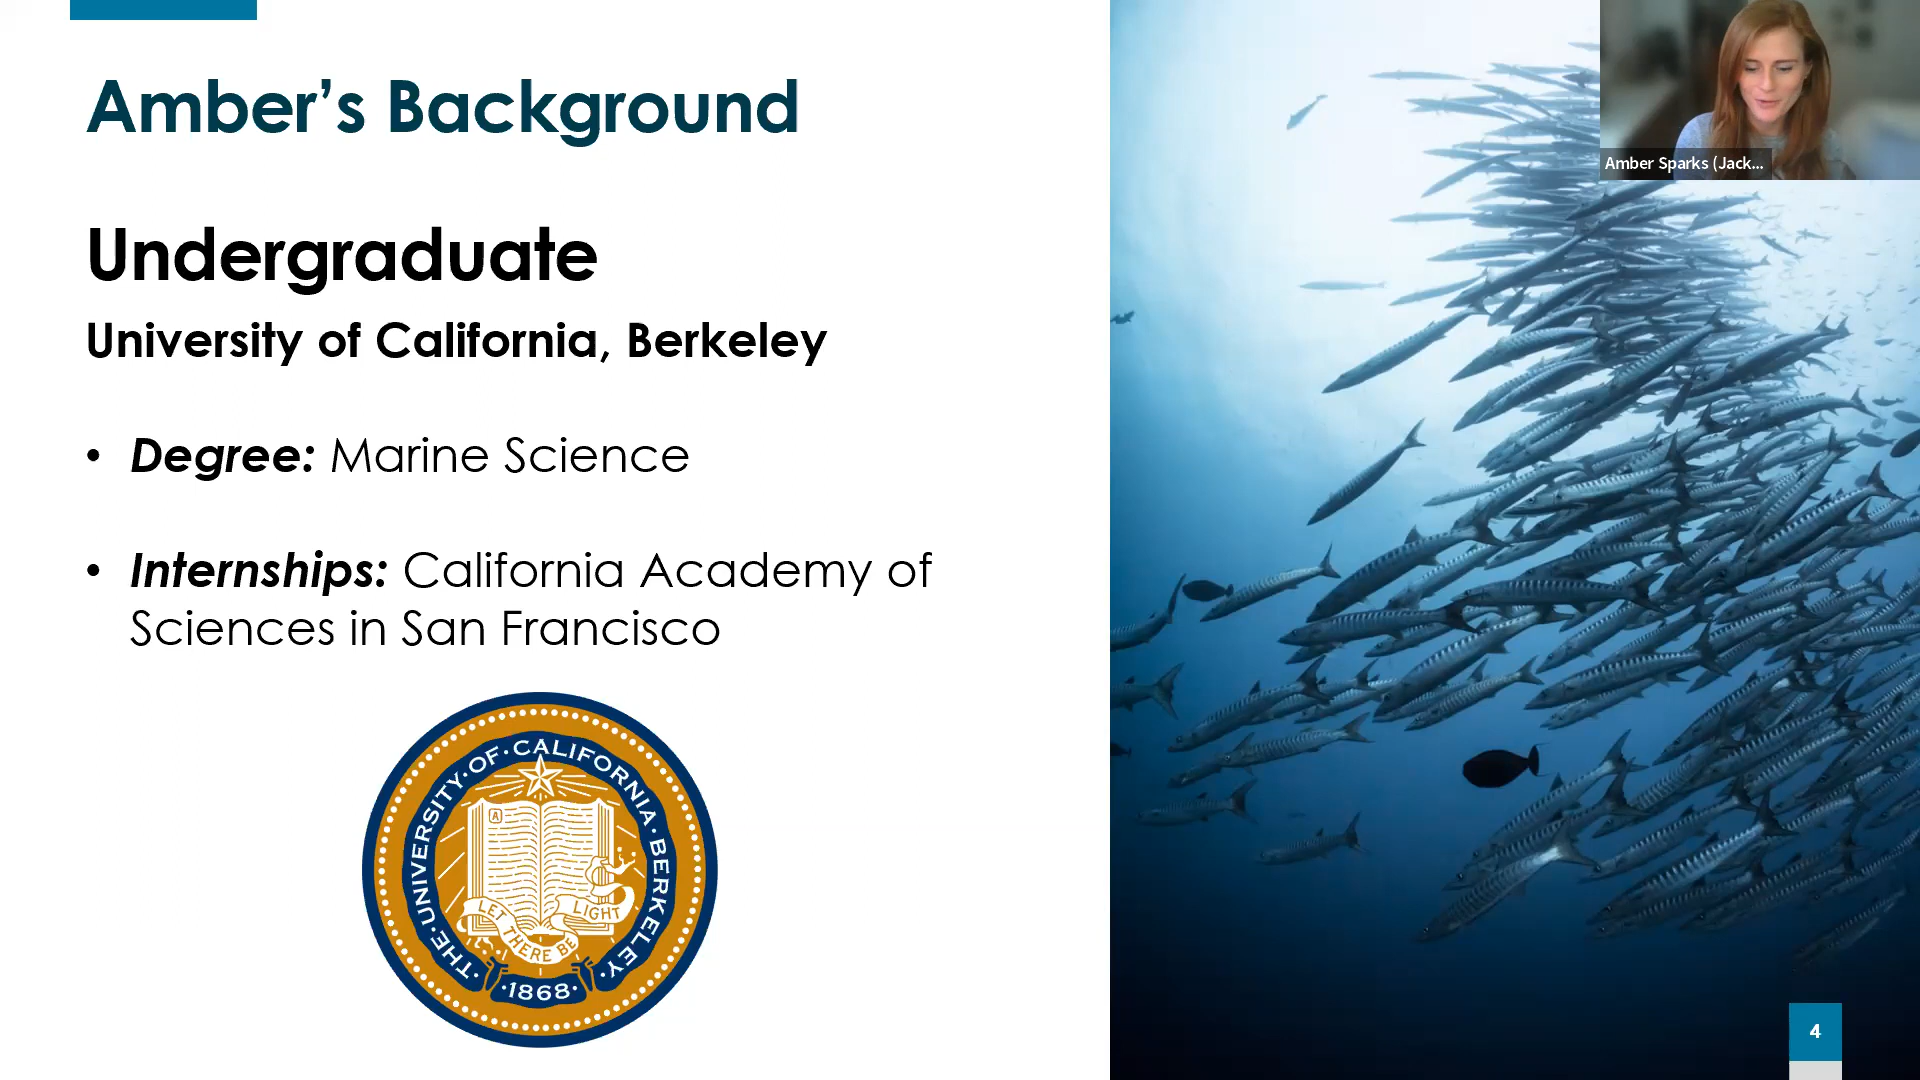 Amber’s Background
Amber Sparks (Jack...
Undergraduate
University of California, Berkeley
• Degree: Marine Science
• Internships: California Academy of
Sciences in San Francisco
THE·UNIVERSITY·OF·CALIFORNIA·BERKELEY·
A
LET THERE BE LIGHT
·1868·
4